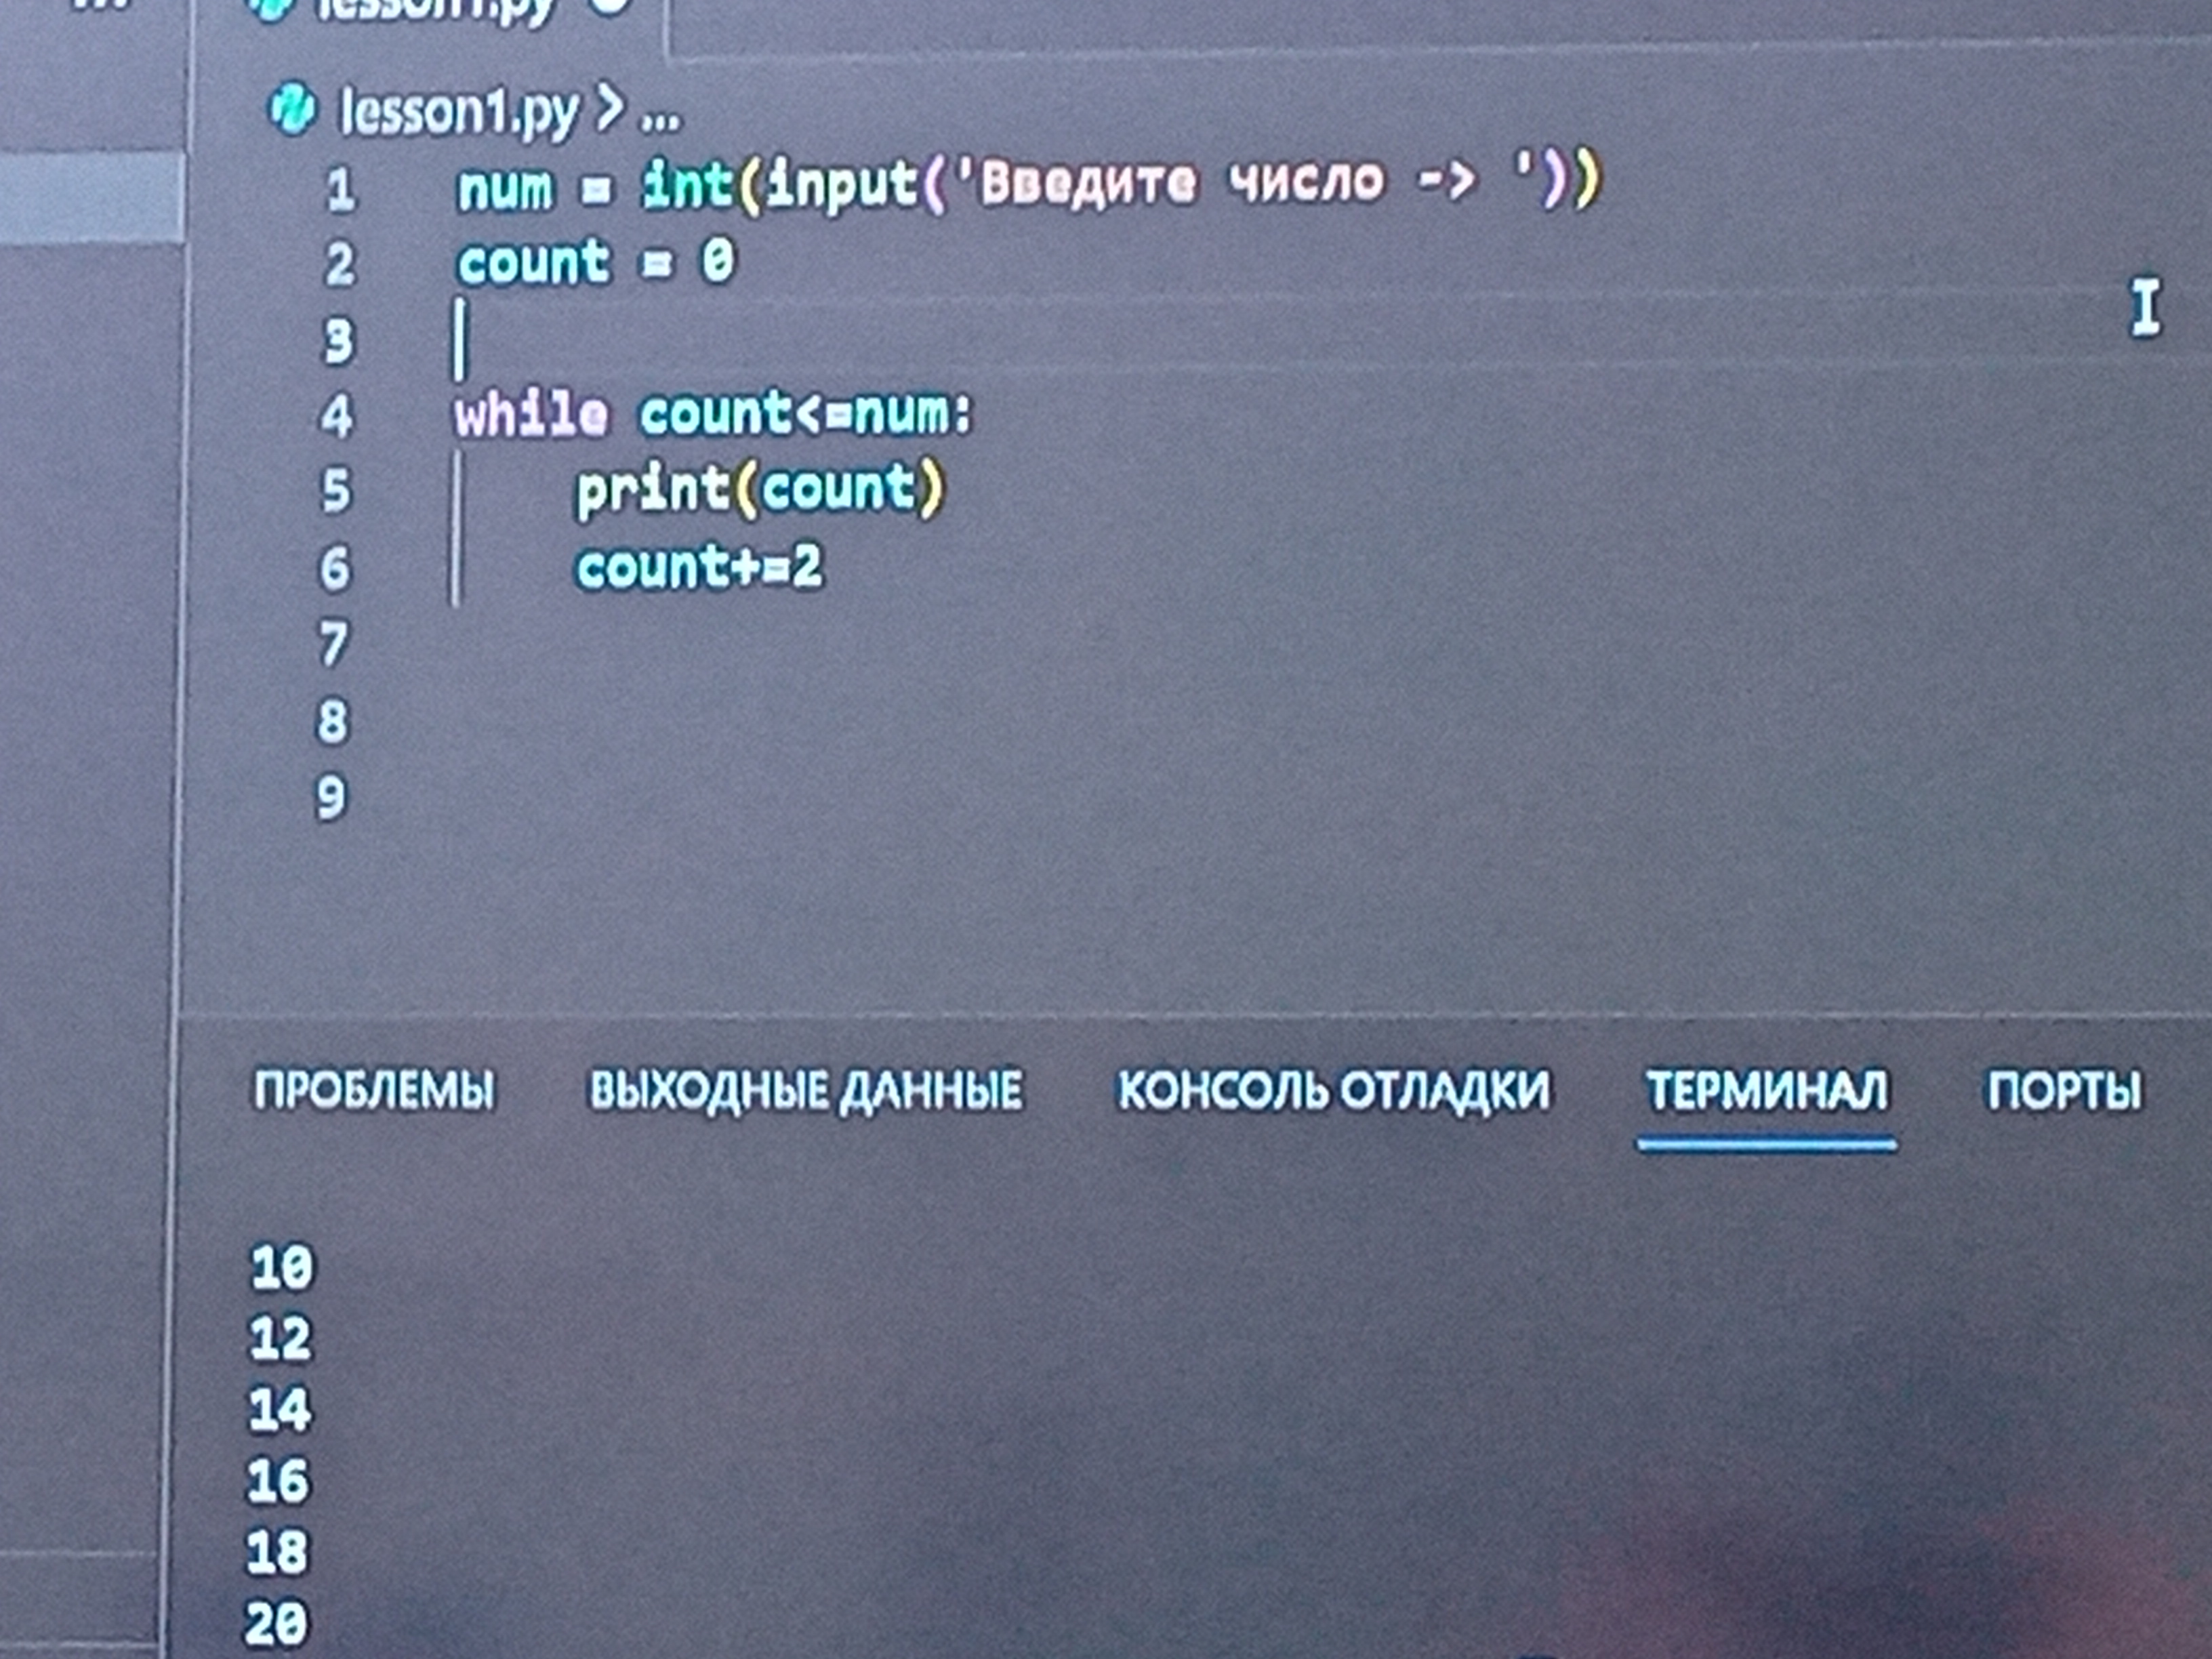 lesson1.py
lesson1.py > ...
1 num = int(input('Введите число -> '))
2 count = 0
3
4 while count<=num:
5     print(count)
6     count+=2
7
8
9
ПРОБЛЕМЫ ВЫХОДНЫЕ ДАННЫЕ КОНСОЛЬ ОТЛАДКИ ТЕРМИНАЛ ПОРТЫ
10
12
14
16
18
20